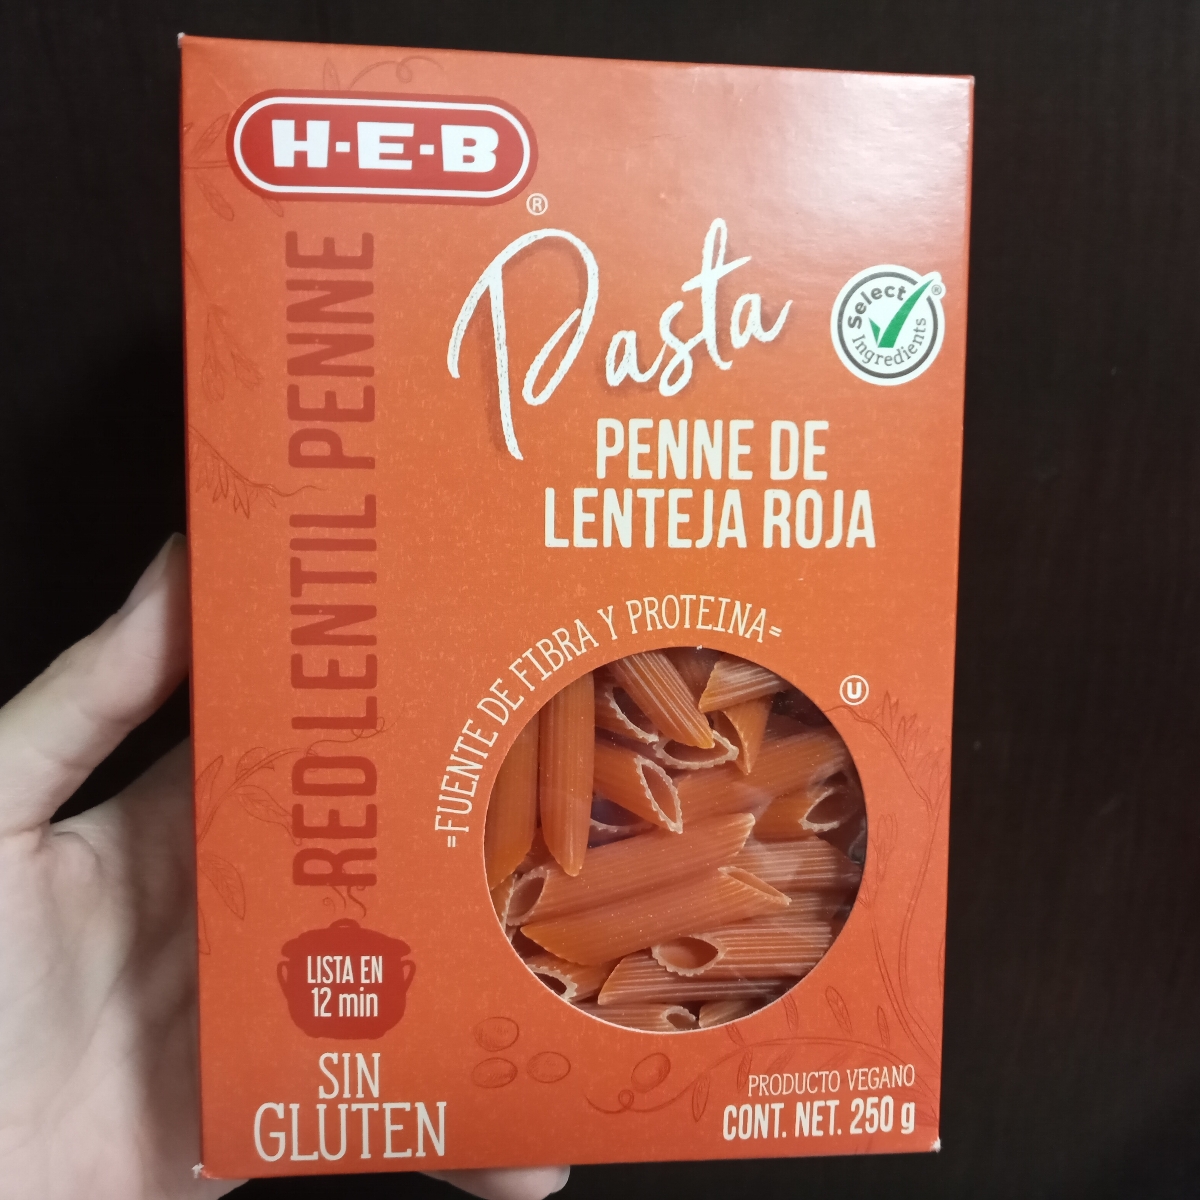 H-E-B
®
Pasta
Select
Ingredients
®
PENNE DE
LENTEJA ROJA
RED LENTIL PENNE
=FUENTE DE FIBRA Y PROTEINA=
U
LISTA EN
12 min
SIN
GLUTEN
PRODUCTO VEGANO
CONT. NET. 250 g